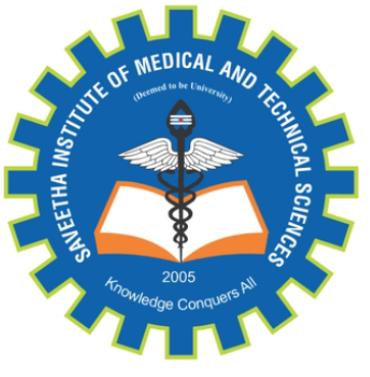 SAVEETHA INSTITUTE OF MEDICAL AND TECHNICAL SCIENCES
(Deemed to be University)
2005
Knowledge Conquers All